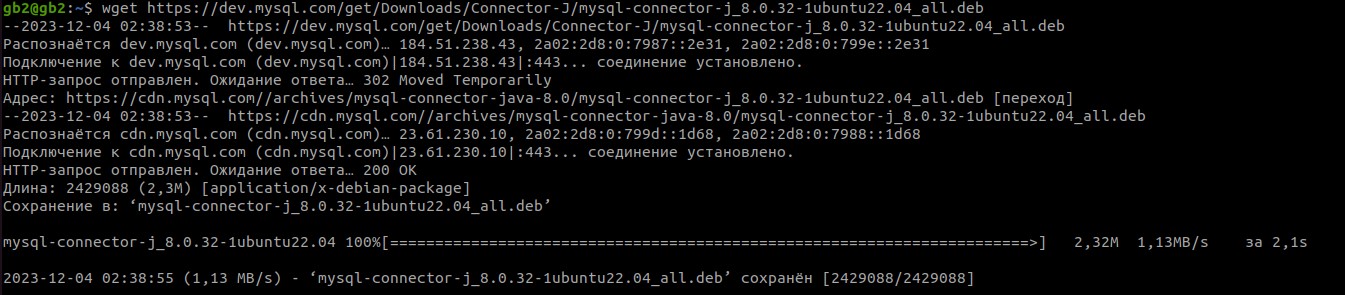 gb2@gb2:~$ wget https://dev.mysql.com/get/Downloads/Connector-J/mysql-connector-j_8.0.32-1ubuntu22.04_all.deb
--2023-12-04 02:38:53--  https://dev.mysql.com/get/Downloads/Connector-J/mysql-connector-j_8.0.32-1ubuntu22.04_all.deb
Распознаётся dev.mysql.com (dev.mysql.com)… 184.51.238.43, 2a02:2d8:0:7987::2e31, 2a02:2d8:0:799e::2e31
Подключение к dev.mysql.com (dev.mysql.com)|184.51.238.43|:443... соединение установлено.
HTTP-запрос отправлен. Ожидание ответа… 302 Moved Temporarily
Адрес: https://cdn.mysql.com//archives/mysql-connector-java-8.0/mysql-connector-j_8.0.32-1ubuntu22.04_all.deb [переход]
--2023-12-04 02:38:53--  https://cdn.mysql.com//archives/mysql-connector-java-8.0/mysql-connector-j_8.0.32-1ubuntu22.04_all.deb
Распознаётся cdn.mysql.com (cdn.mysql.com)… 23.61.230.10, 2a02:2d8:0:799d::1d68, 2a02:2d8:0:7988::1d68
Подключение к cdn.mysql.com (cdn.mysql.com)|23.61.230.10|:443... соединение установлено.
HTTP-запрос отправлен. Ожидание ответа… 200 OK
Длина: 2429088 (2,3M) [application/x-debian-package]
Сохранение в: ‘mysql-connector-j_8.0.32-1ubuntu22.04_all.deb’
mysql-connector-j_8.0.32-1ubuntu22.04 100%[=======================================================================>]   2,32M  1,13MB/s    за 2,1s
2023-12-04 02:38:55 (1,13 MB/s) - ‘mysql-connector-j_8.0.32-1ubuntu22.04_all.deb’ сохранён [2429088/2429088]